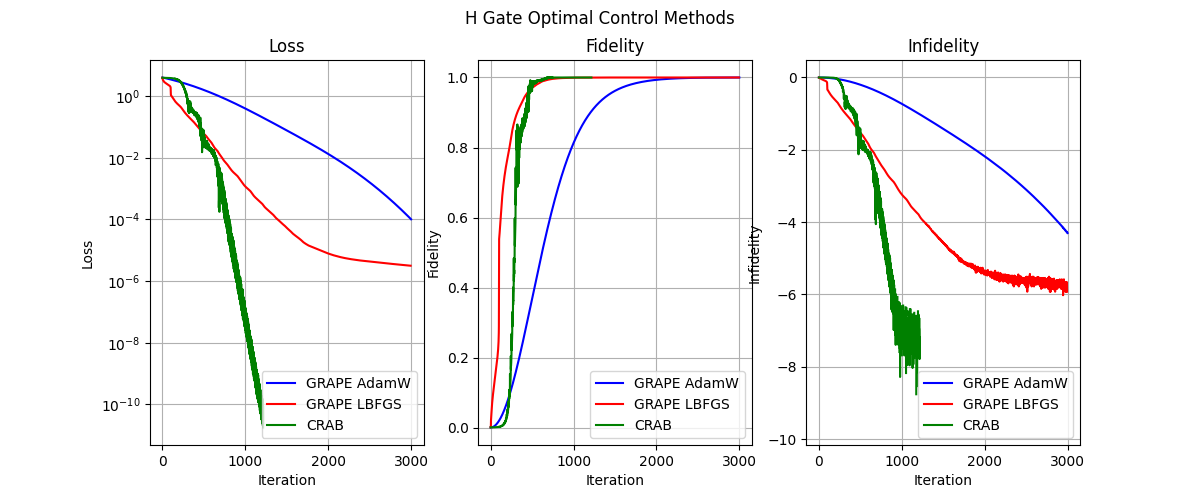 H Gate Optimal Control Methods
Loss
Loss
10⁰
10⁻²
10⁻⁴
10⁻⁶
10⁻⁸
10⁻¹⁰
0
1000
2000
3000
Iteration
GRAPE AdamW
GRAPE LBFGS
CRAB
Fidelity
Fidelity
1.0
0.8
0.6
0.4
0.2
0.0
0
1000
2000
3000
Iteration
GRAPE AdamW
GRAPE LBFGS
CRAB
Infidelity
Infidelity
0
−2
−4
−6
−8
−10
0
1000
2000
3000
Iteration
GRAPE AdamW
GRAPE LBFGS
CRAB